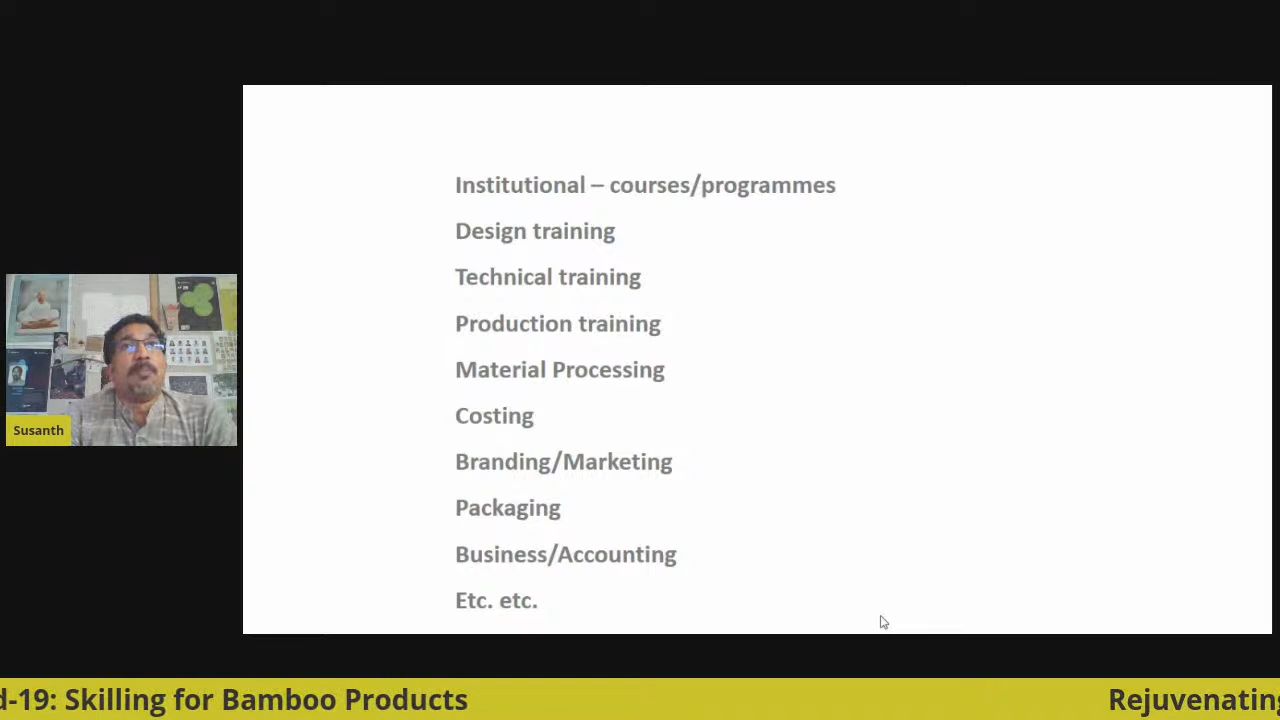 Institutional – courses/programmes
Design training
Technical training
Production training
Material Processing
Costing
Branding/Marketing
Packaging
Business/Accounting
Etc. etc.
Susanth
d-19: Skilling for Bamboo Products
Rejuvenating